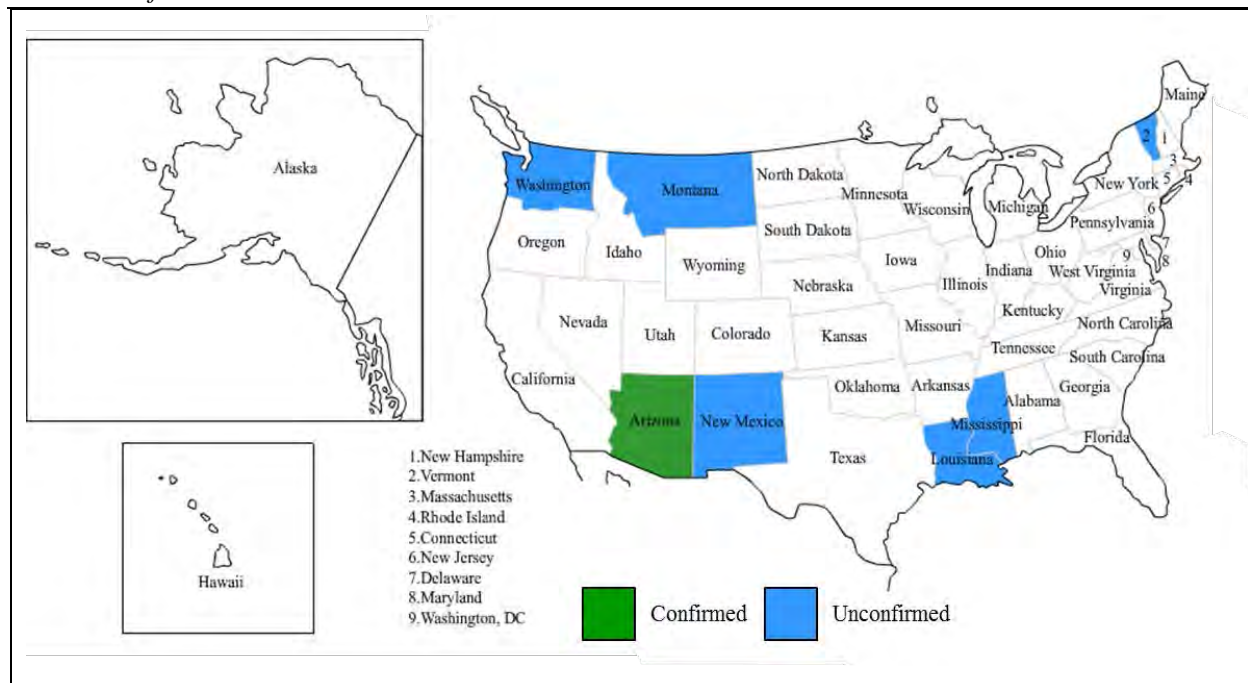 Alaska
Hawaii
Maine
Washington
Montana
North Dakota
Minnesota
Wisconsin
Michigan
New York
2
1
3
5
4
Oregon
Idaho
Wyoming
South Dakota
Iowa
Illinois
Indiana
Ohio
Pennsylvania
6
7
8
9
West Virginia
Virginia
Nebraska
Nevada
Utah
Colorado
Kansas
Missouri
Kentucky
North Carolina
Tennessee
South Carolina
California
Arizona
New Mexico
Oklahoma
Arkansas
Mississippi
Alabama
Georgia
Texas
Louisiana
Florida
1.New Hampshire
2.Vermont
3.Massachusetts
4.Rhode Island
5.Connecticut
6.New Jersey
7.Delaware
8.Maryland
9.Washington, DC
Confirmed
Unconfirmed